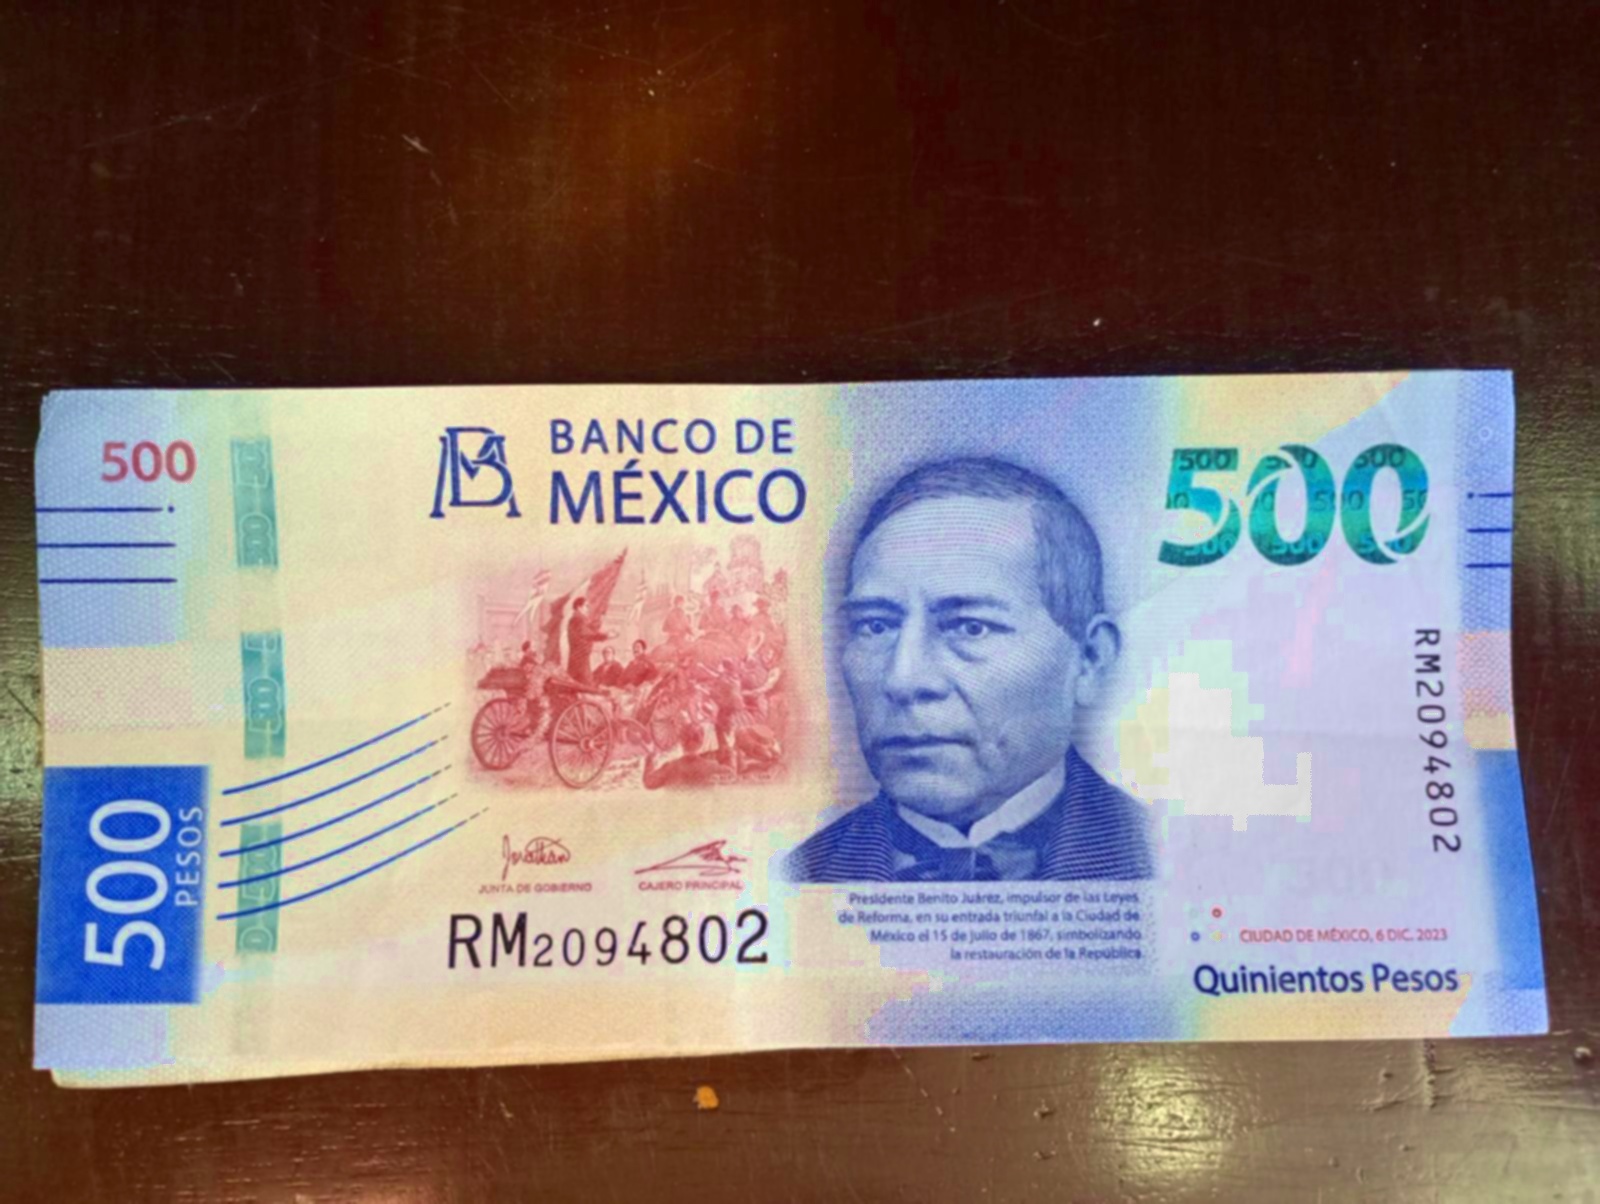 500
BANCO DE
MÉXICO
500
500 PESOS
JUNTA DE GOBIERNO
CAJERO PRINCIPAL
RM2094802
Presidente Benito Juárez, impulsor de las Leyes
de Reforma, en su entrada triunfal a la Ciudad de
México el 15 de julio de 1867, simbolizando
la restauración de la República
RM2094802
CIUDAD DE MÉXICO, 6 DIC. 2023
Quinientos Pesos